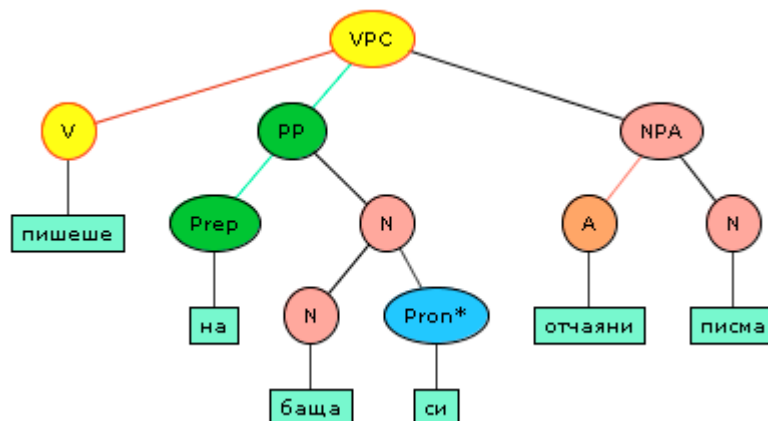 VPC
V PP NPA
пишеше Prep N A N
на N Pron* отчаяни писма
баща си